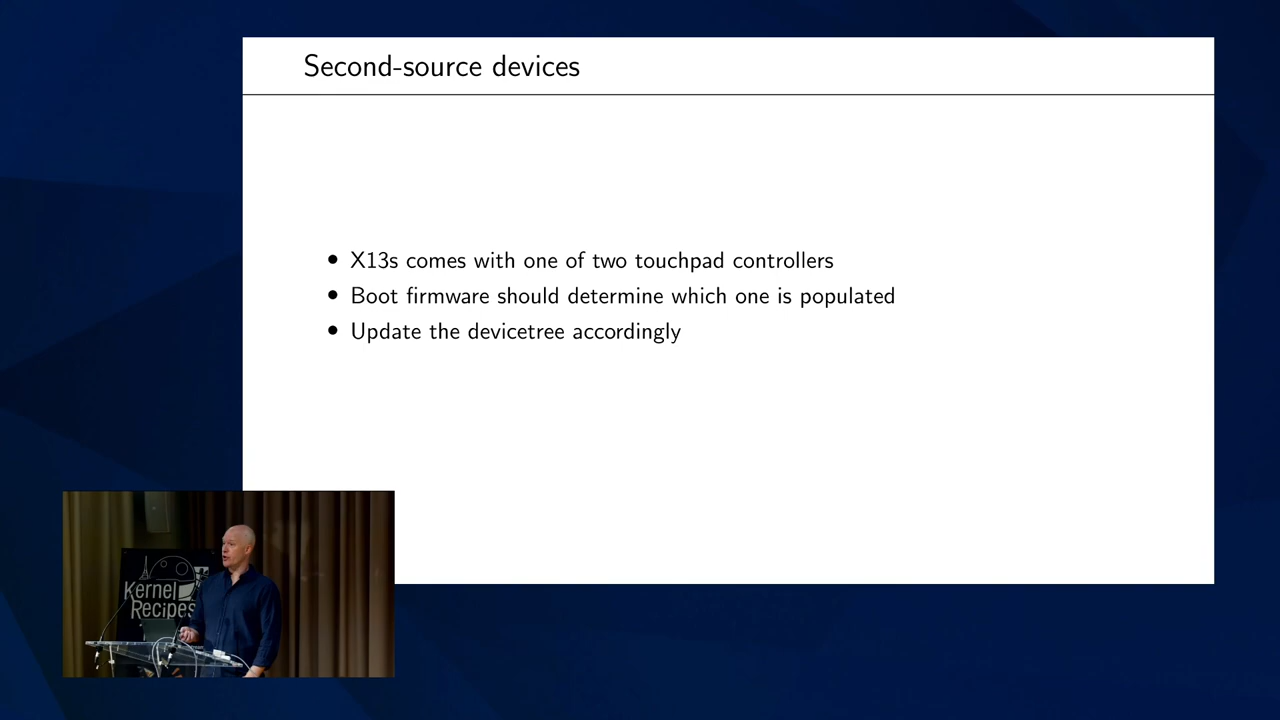 Second-source devices
• X13s comes with one of two touchpad controllers
• Boot firmware should determine which one is populated
• Update the devicetree accordingly
Kernel
Recipes